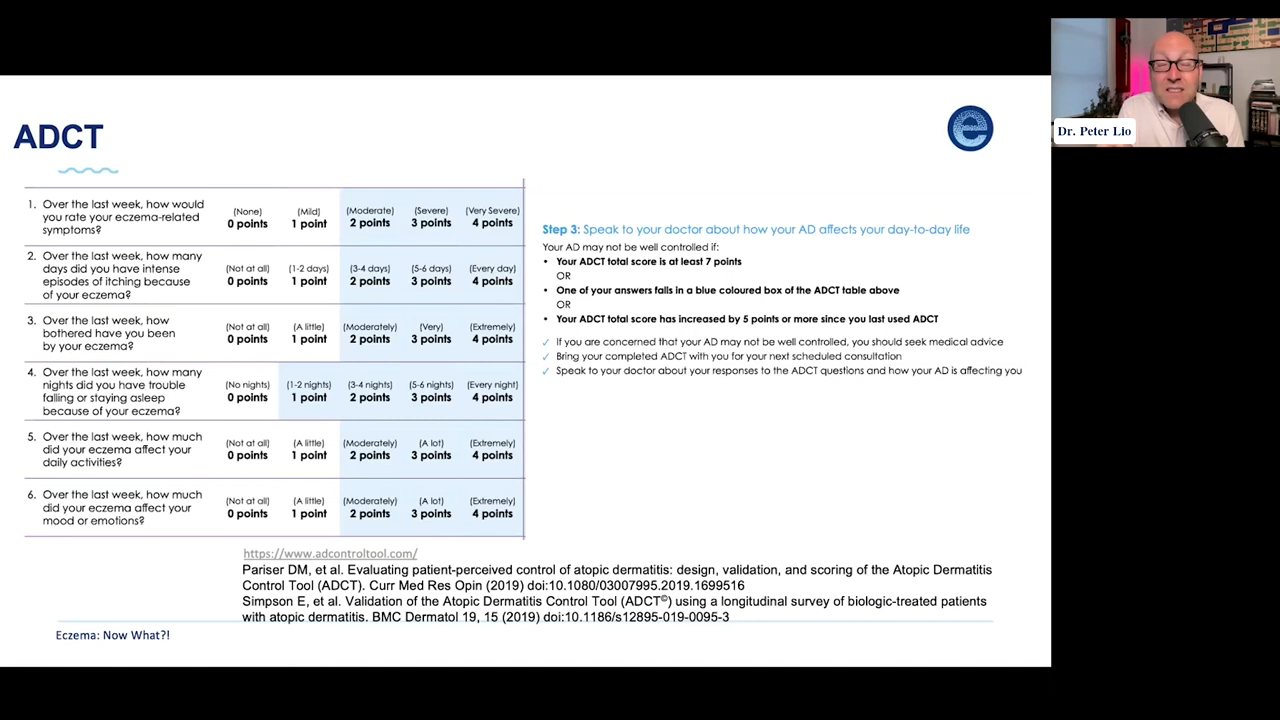 Dr. Peter Lio
ADCT
1. Over the last week, how would
you rate your eczema-related
symptoms?
(None)
0 points
(Mild)
1 point
(Moderate)
2 points
(Severe)
3 points
(Very Severe)
4 points
2. Over the last week, how many
days did you have intense
episodes of itching because
of your eczema?
(Not at all)
0 points
(1-2 days)
1 point
(3-4 days)
2 points
(5-6 days)
3 points
(Every day)
4 points
3. Over the last week, how
bothered have you been
by your eczema?
(Not at all)
0 points
(A little)
1 point
(Moderately)
2 points
(Very)
3 points
(Extremely)
4 points
4. Over the last week, how many
nights did you have trouble
falling or staying asleep
because of your eczema?
(No nights)
0 points
(1-2 nights)
1 point
(3-4 nights)
2 points
(5-6 nights)
3 points
(Every night)
4 points
5. Over the last week, how much
did your eczema affect your
daily activities?
(Not at all)
0 points
(A little)
1 point
(Moderately)
2 points
(A lot)
3 points
(Extremely)
4 points
6. Over the last week, how much
did your eczema affect your
mood or emotions?
(Not at all)
0 points
(A little)
1 point
(Moderately)
2 points
(A lot)
3 points
(Extremely)
4 points
Step 3: Speak to your doctor about how your AD affects your day-to-day life
Your AD may not be well controlled if:
• Your ADCT total score is at least 7 points
OR
• One of your answers falls in a blue coloured box of the ADCT table above
OR
• Your ADCT total score has increased by 5 points or more since you last used ADCT
✓ If you are concerned that your AD may not be well controlled, you should seek medical advice
✓ Bring your completed ADCT with you for your next scheduled consultation
✓ Speak to your doctor about your responses to the ADCT questions and how your AD is affecting you
https://www.adcontroltool.com/
Pariser DM, et al. Evaluating patient-perceived control of atopic dermatitis: design, validation, and scoring of the Atopic Dermatitis
Control Tool (ADCT). Curr Med Res Opin (2019) doi:10.1080/03007995.2019.1699516
Simpson E, et al. Validation of the Atopic Dermatitis Control Tool (ADCT©) using a longitudinal survey of biologic-treated patients
with atopic dermatitis. BMC Dermatol 19, 15 (2019) doi:10.1186/s12895-019-0095-3
Eczema: Now What?!